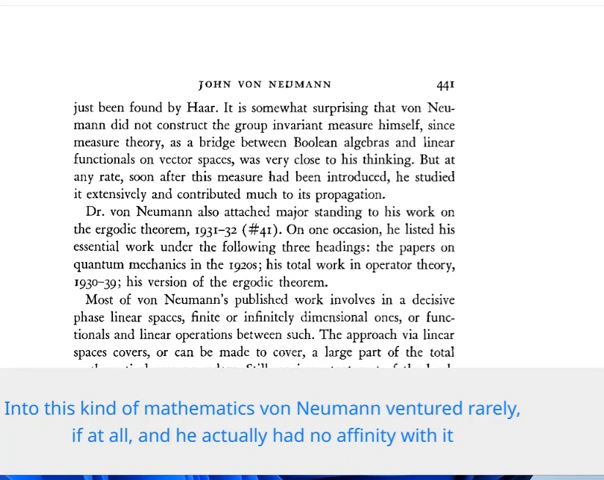 JOHN VON NEUMANN 441
just been found by Haar. It is somewhat surprising that von Neu-
mann did not construct the group invariant measure himself, since
measure theory, as a bridge between Boolean algebras and linear
functionals on vector spaces, was very close to his thinking. But at
any rate, soon after this measure had been introduced, he studied
it extensively and contributed much to its propagation.
Dr. von Neumann also attached major standing to his work on
the ergodic theorem, 1931–32 (#41). On one occasion, he listed his
essential work under the following three headings: the papers on
quantum mechanics in the 1920s; his total work in operator theory,
1930–39; his version of the ergodic theorem.
Most of von Neumann's published work involves in a decisive
phase linear spaces, finite or infinitely dimensional ones, or func-
tionals and linear operations between such. The approach via linear
spaces covers, or can be made to cover, a large part of the total
Into this kind of mathematics von Neumann ventured rarely,
if at all, and he actually had no affinity with it